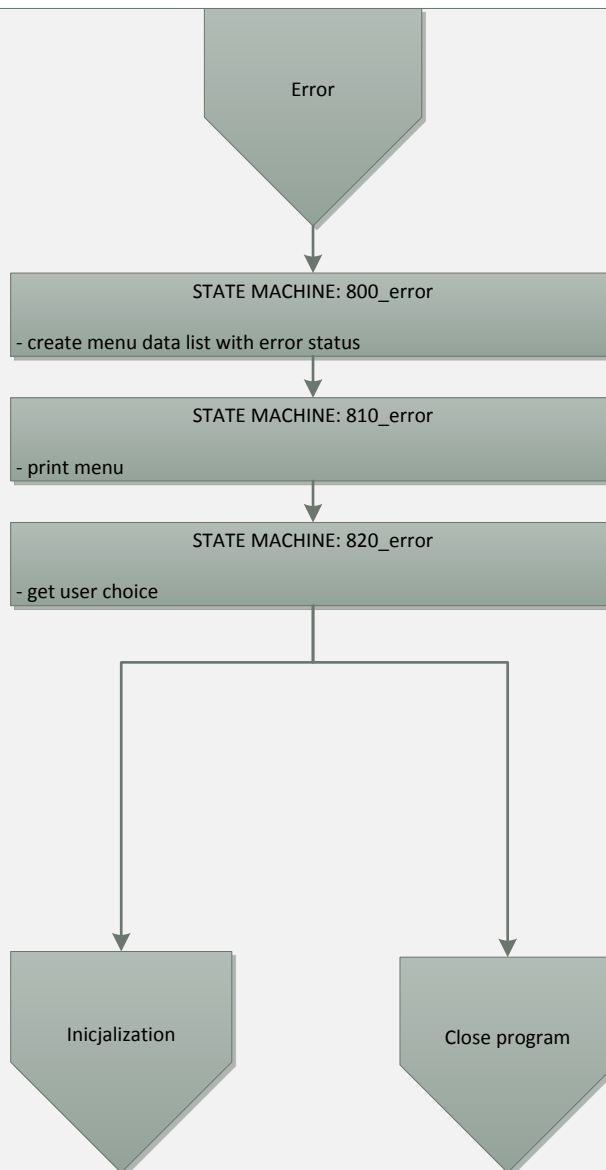 Error
STATE MACHINE: 800_error
- create menu data list with error status
STATE MACHINE: 810_error
- print menu
STATE MACHINE: 820_error
- get user choice
Inicjalization
Close program